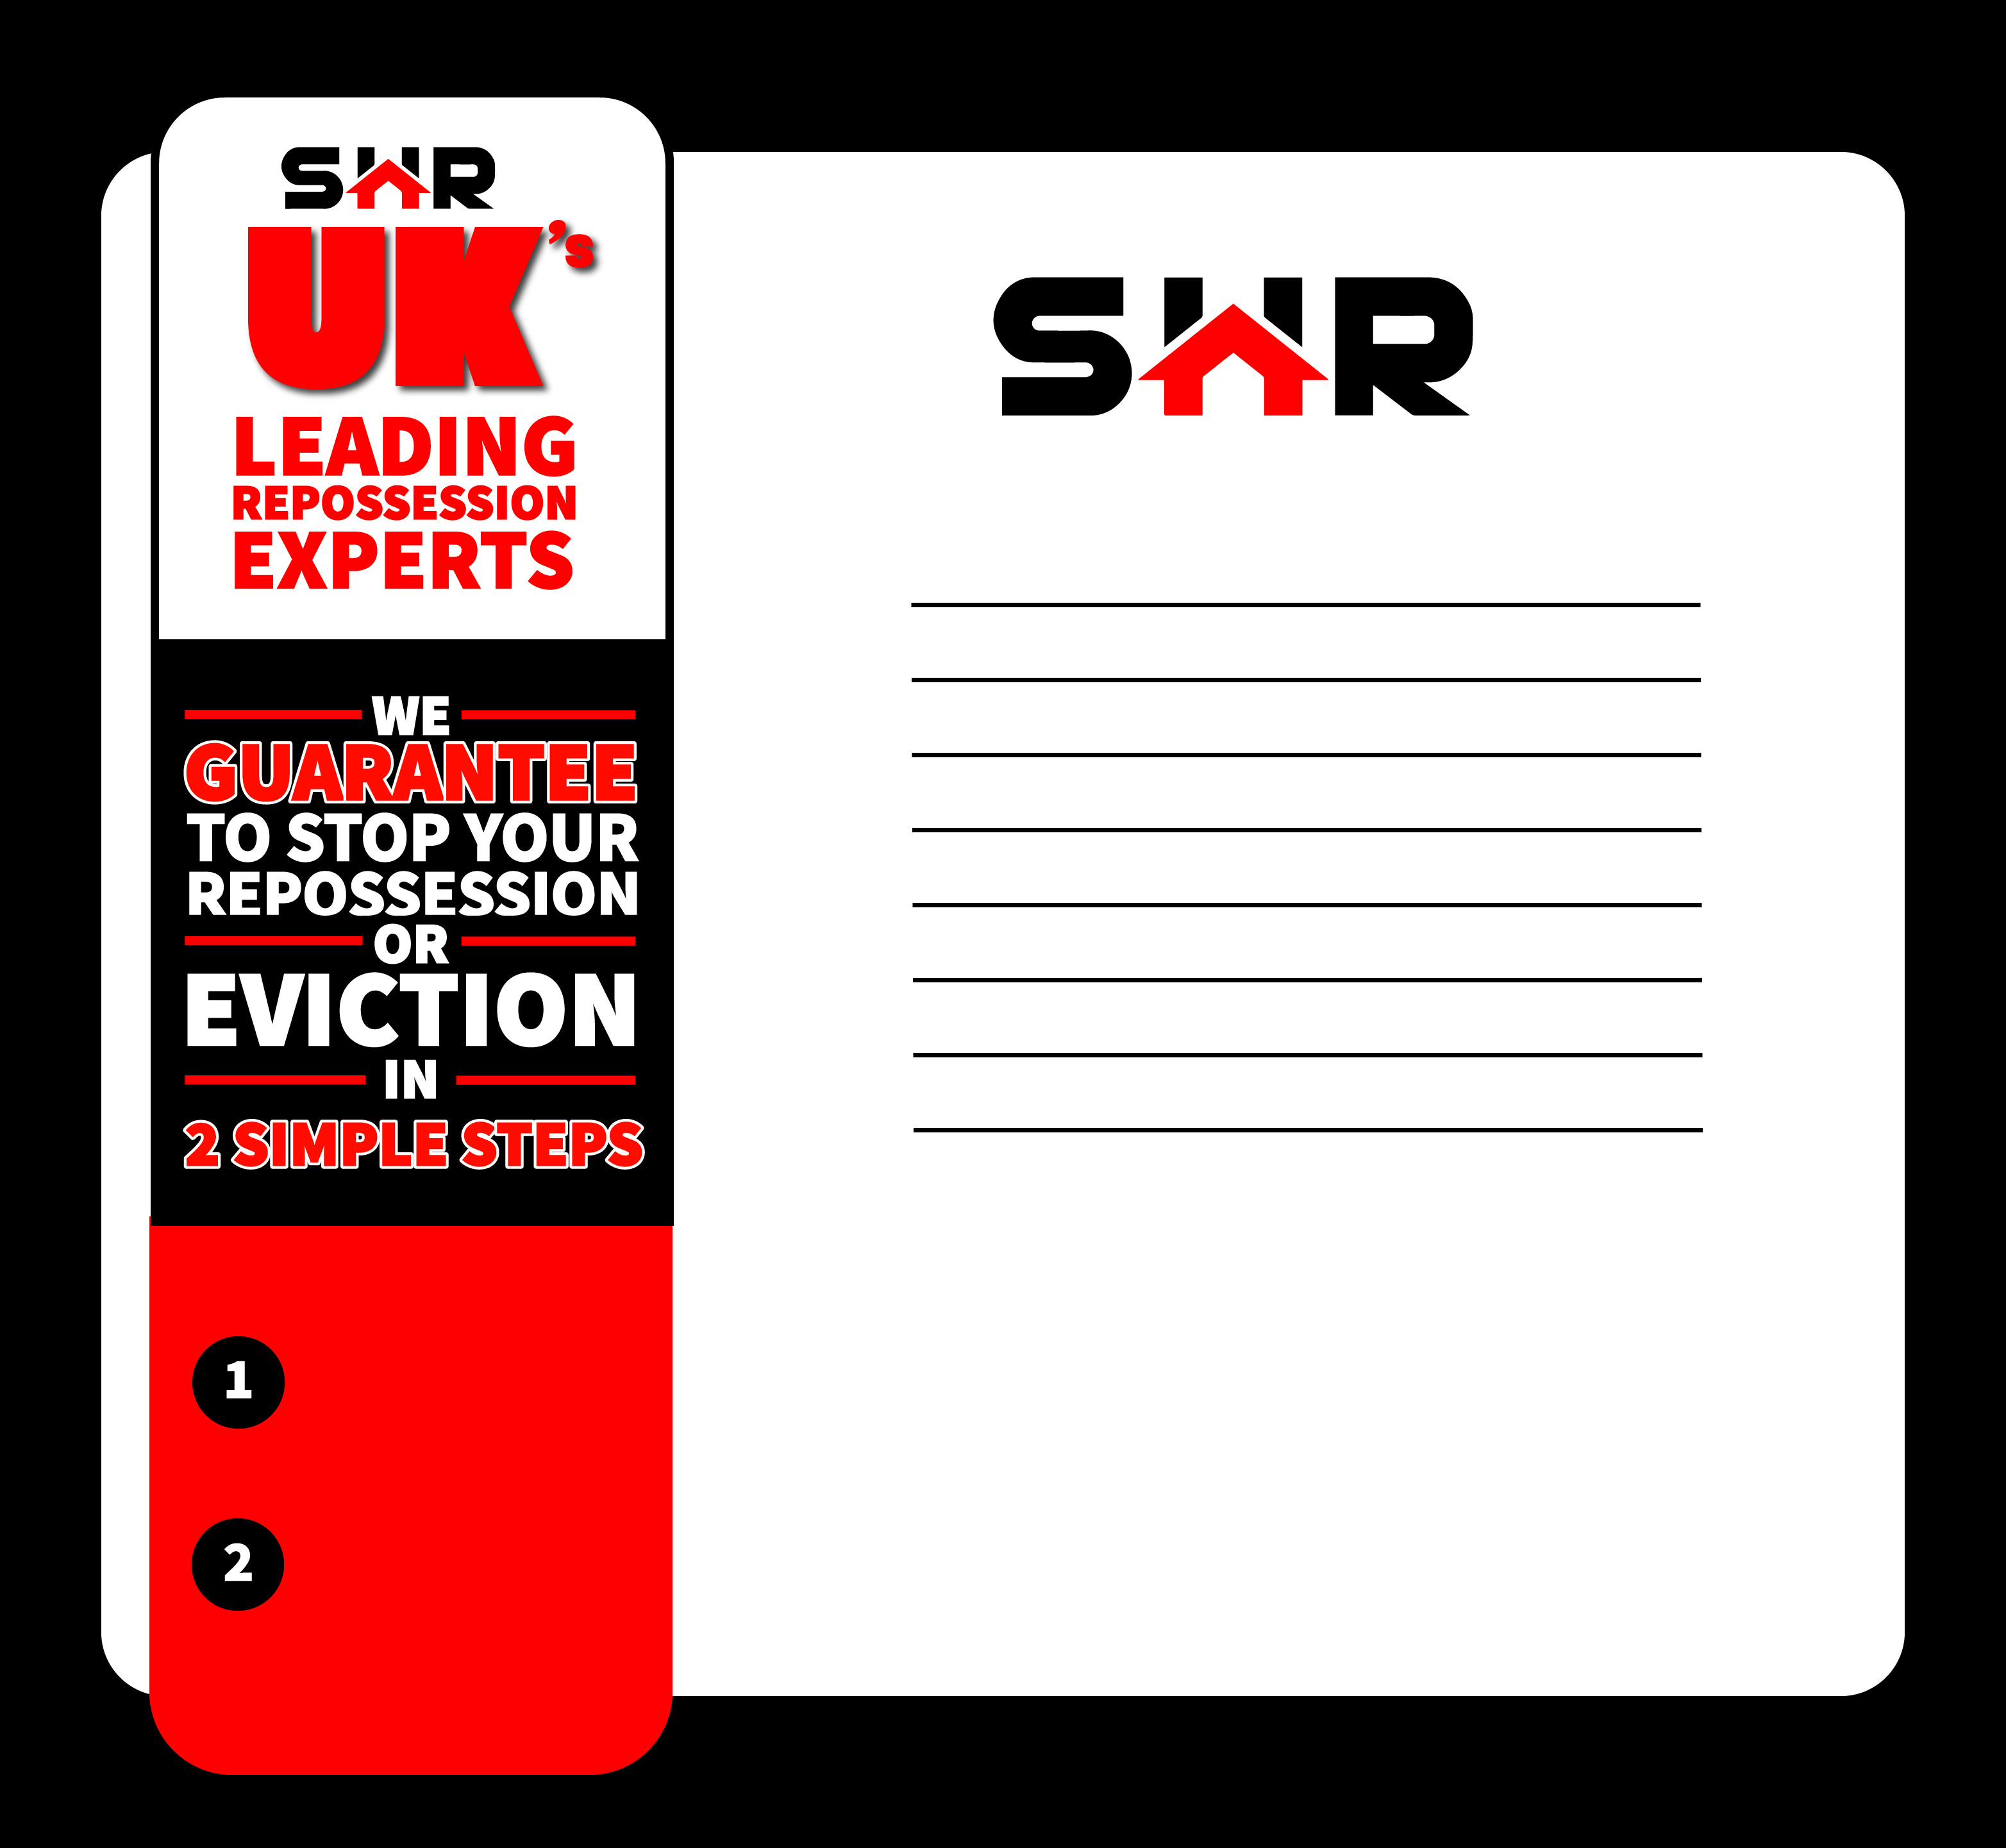 SHR
UK's
LEADING
REPOSSESSION
EXPERTS
WE
GUARANTEE
TO STOP YOUR
REPOSSESSION
OR
EVICTION
IN
2 SIMPLE STEPS
1
2
SHR